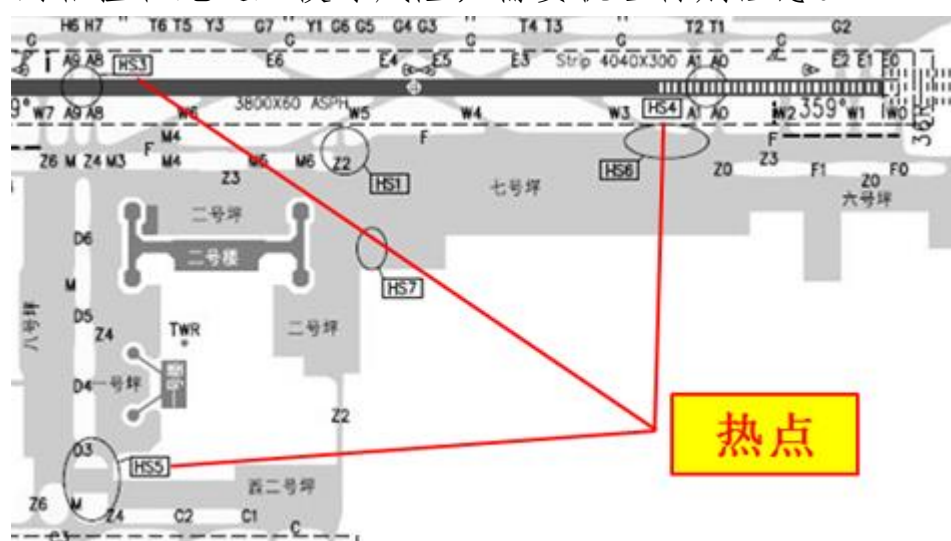 H6 H7 T6 T5 Y3 G7 Y1 G6 G5 G4 G3 T4 T3 T2 T1 G2
G G G G G
i A9 A8 HS3 E6 E4 E5 E3 Strip 4040X300 A1 A0 E2 E1 E0
3800X60 ASPH HS4 359° 36R
W7 A9 A8 W6 W5 W4 W3 A1 A0 W2 W1 W0
M4 F F F
Z6 M Z4 M3 M4 M5 M6 Z2 HS1 HS6 Z0 Z3 F1 Z0 F0
Z3 七号坪 六号坪
二号坪
D6 二号楼
HS7
M
八号坪 D5 Z4 TWR 二号坪
D4 一号坪
Z2 热点
D3 HS5
西二号坪
Z6 M Z4 C2 C1 C
C3